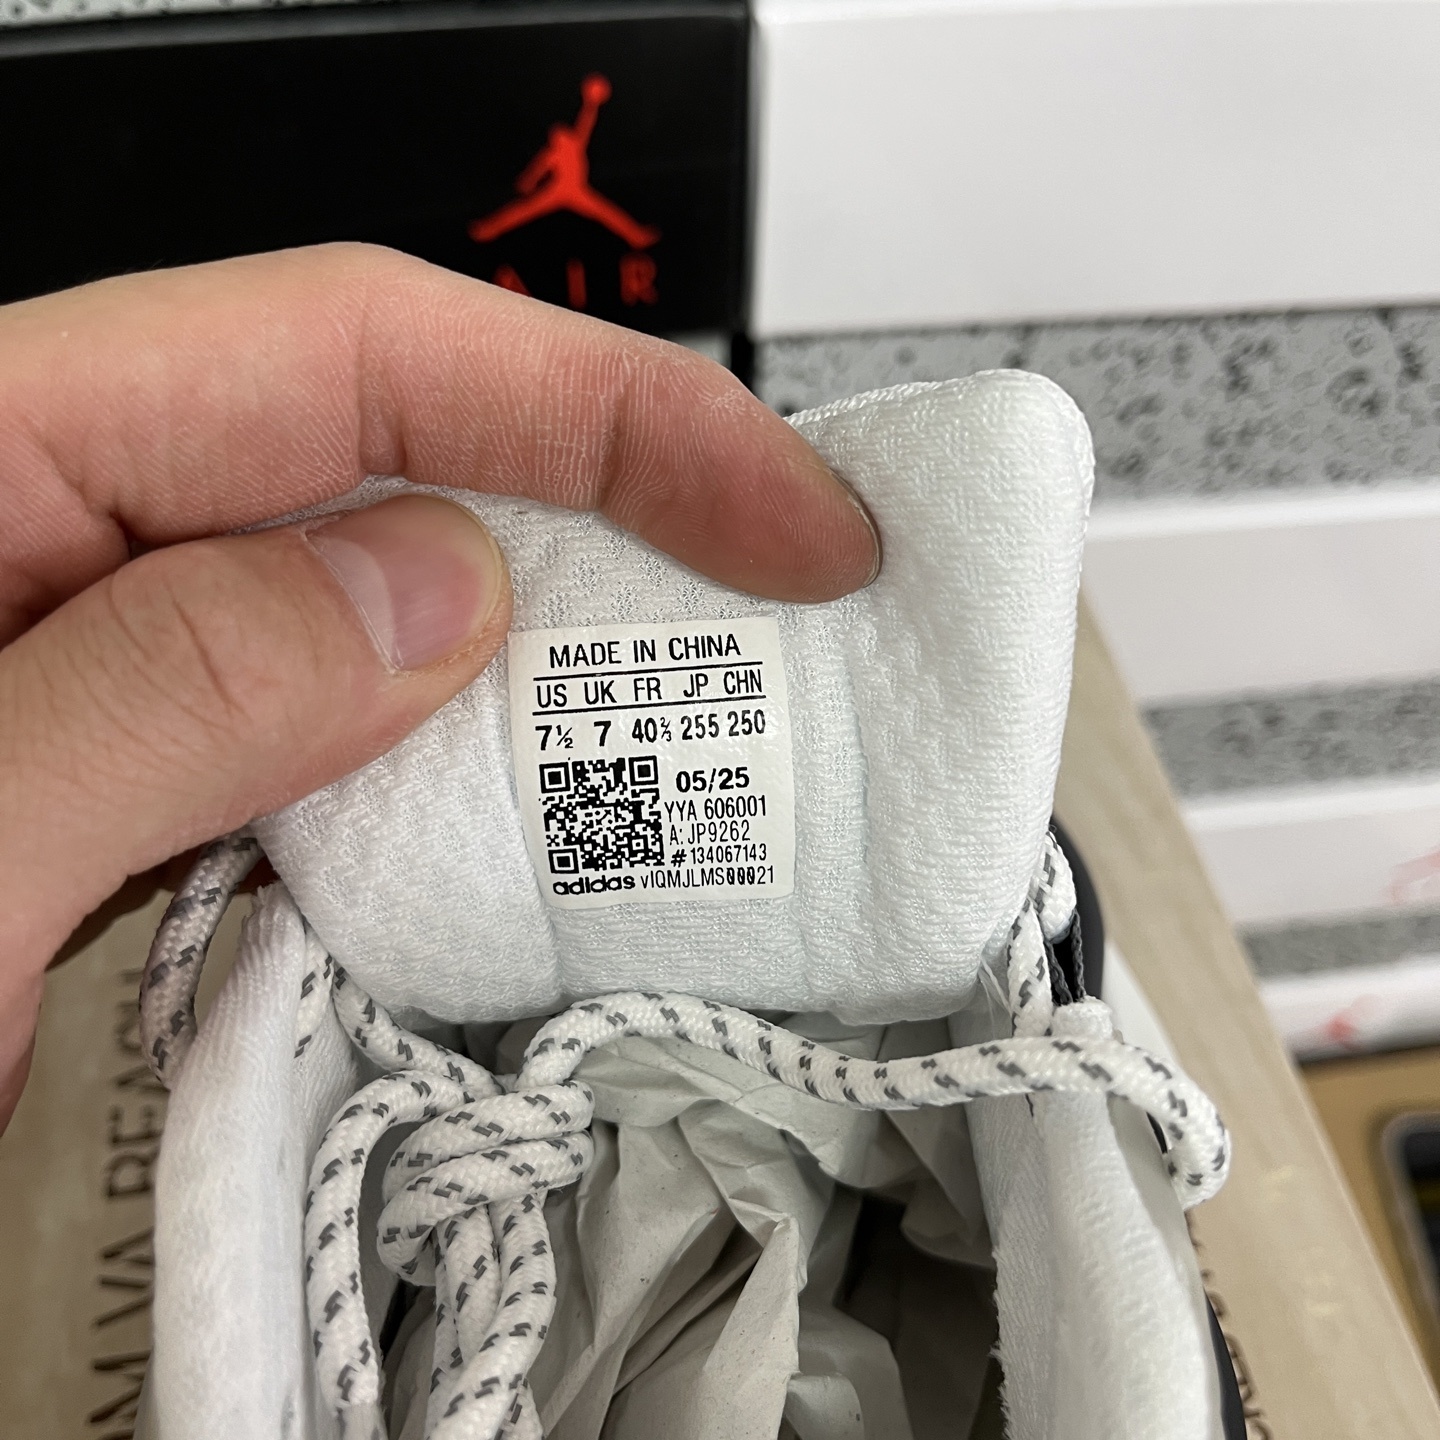 AIR
MADE IN CHINA
US UK FR JP CHN
7½ 7 40⅔ 255 250
05/25
YYA 606001
A: JP9262
# 134067143
adidas vIQMJLMS00021